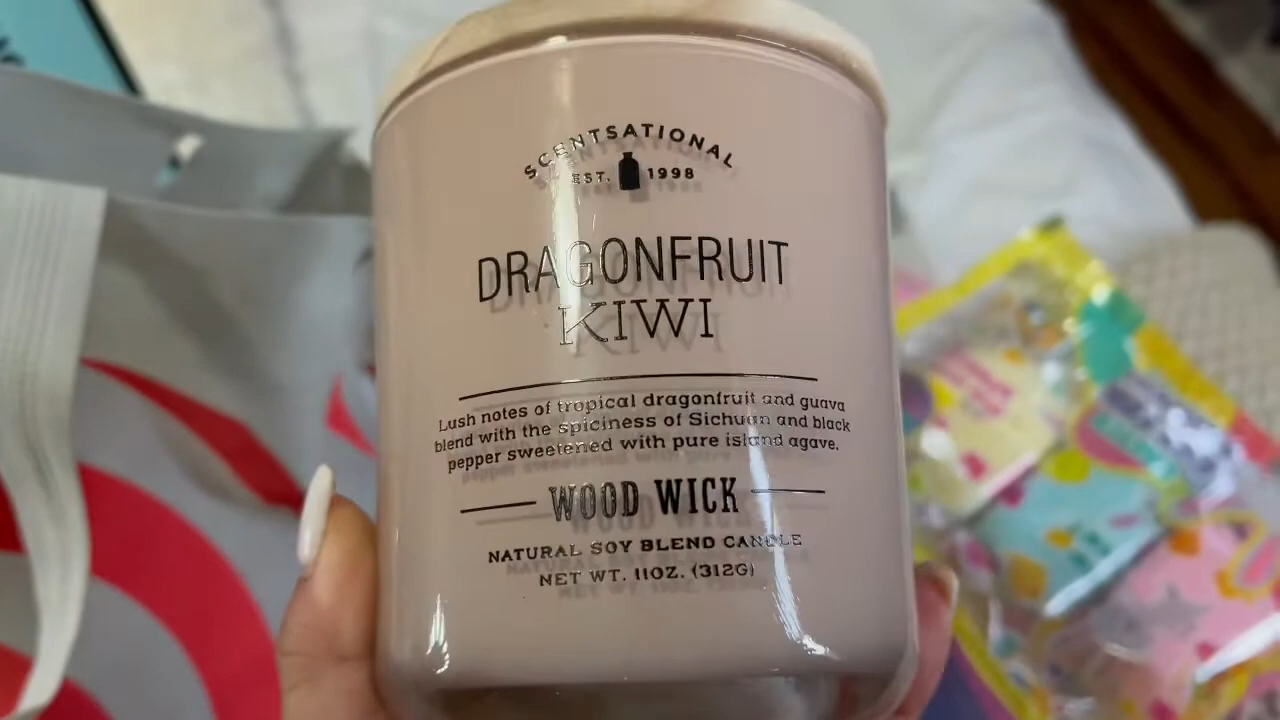 SCENTSATIONAL
EST. 1998
DRAGONFRUIT
KIWI
Lush notes of tropical dragonfruit and guava
blend with the spiciness of Sichuan and black
pepper sweetened with pure island agave.
WOOD WICK
NATURAL SOY BLEND CANDLE
NET WT. 11OZ. (312G)